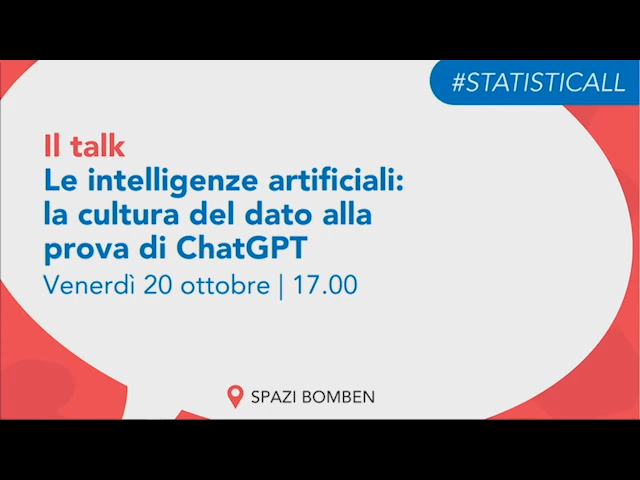 #STATISTICALL
Il talk
Le intelligenze artificiali:
la cultura del dato alla
prova di ChatGPT
Venerdì 20 ottobre | 17.00
SPAZI BOMBEN